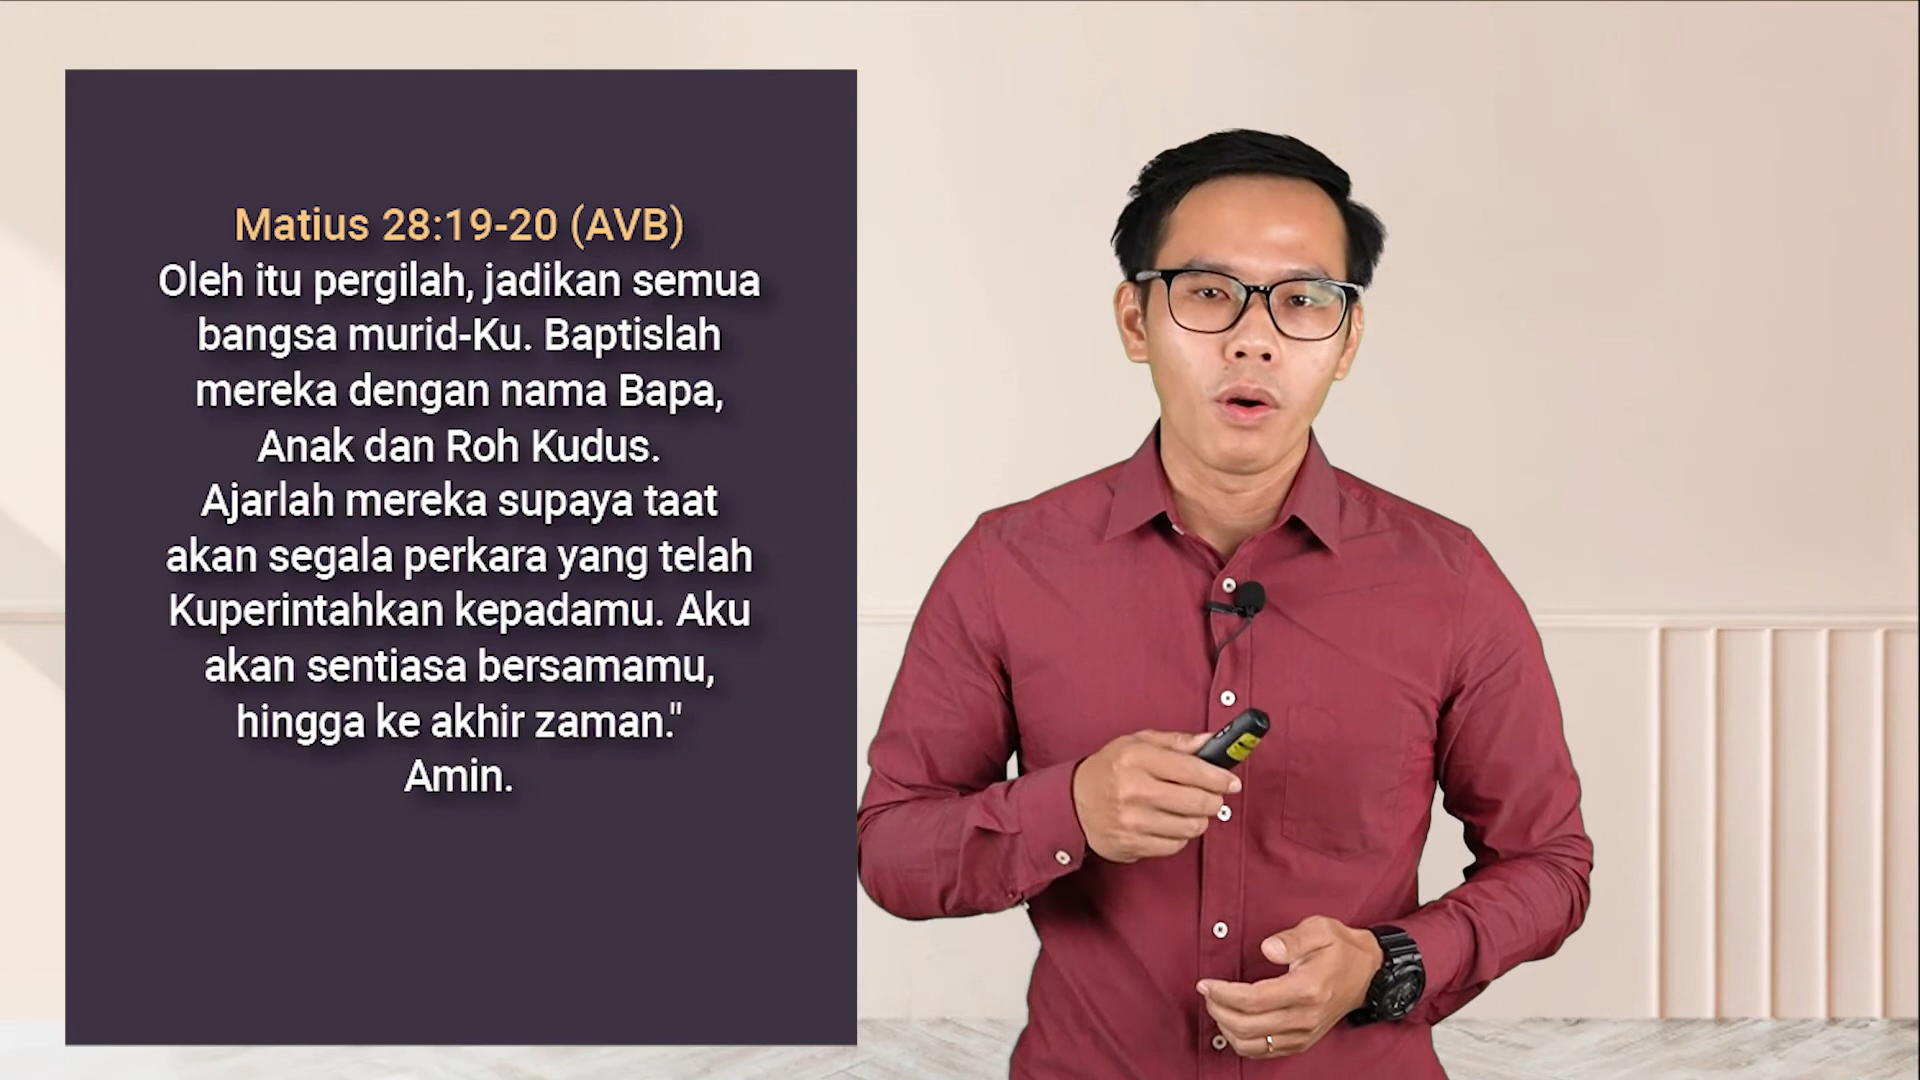 Matius 28:19-20 (AVB)
Oleh itu pergilah, jadikan semua
bangsa murid-Ku. Baptislah
mereka dengan nama Bapa,
Anak dan Roh Kudus.
Ajarlah mereka supaya taat
akan segala perkara yang telah
Kuperintahkan kepadamu. Aku
akan sentiasa bersamamu,
hingga ke akhir zaman."
Amin.